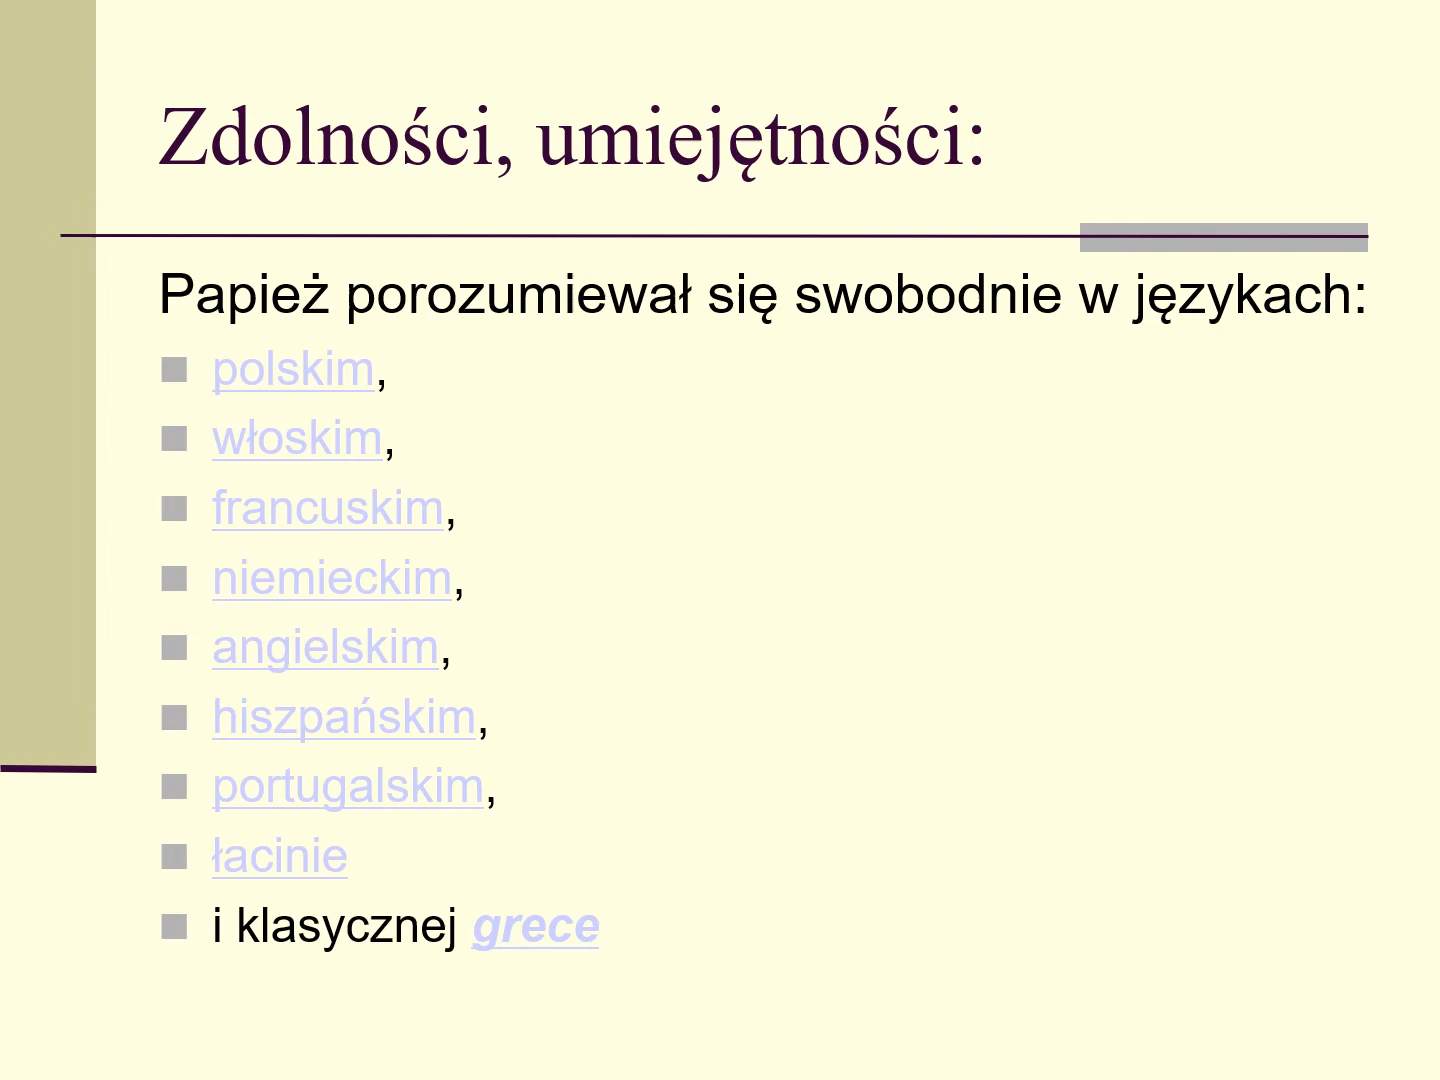 Zdolności, umiejętności:
Papież porozumiewał się swobodnie w językach:
polskim,
włoskim,
francuskim,
niemieckim,
angielskim,
hiszpańskim,
portugalskim,
łacinie
i klasycznej grece